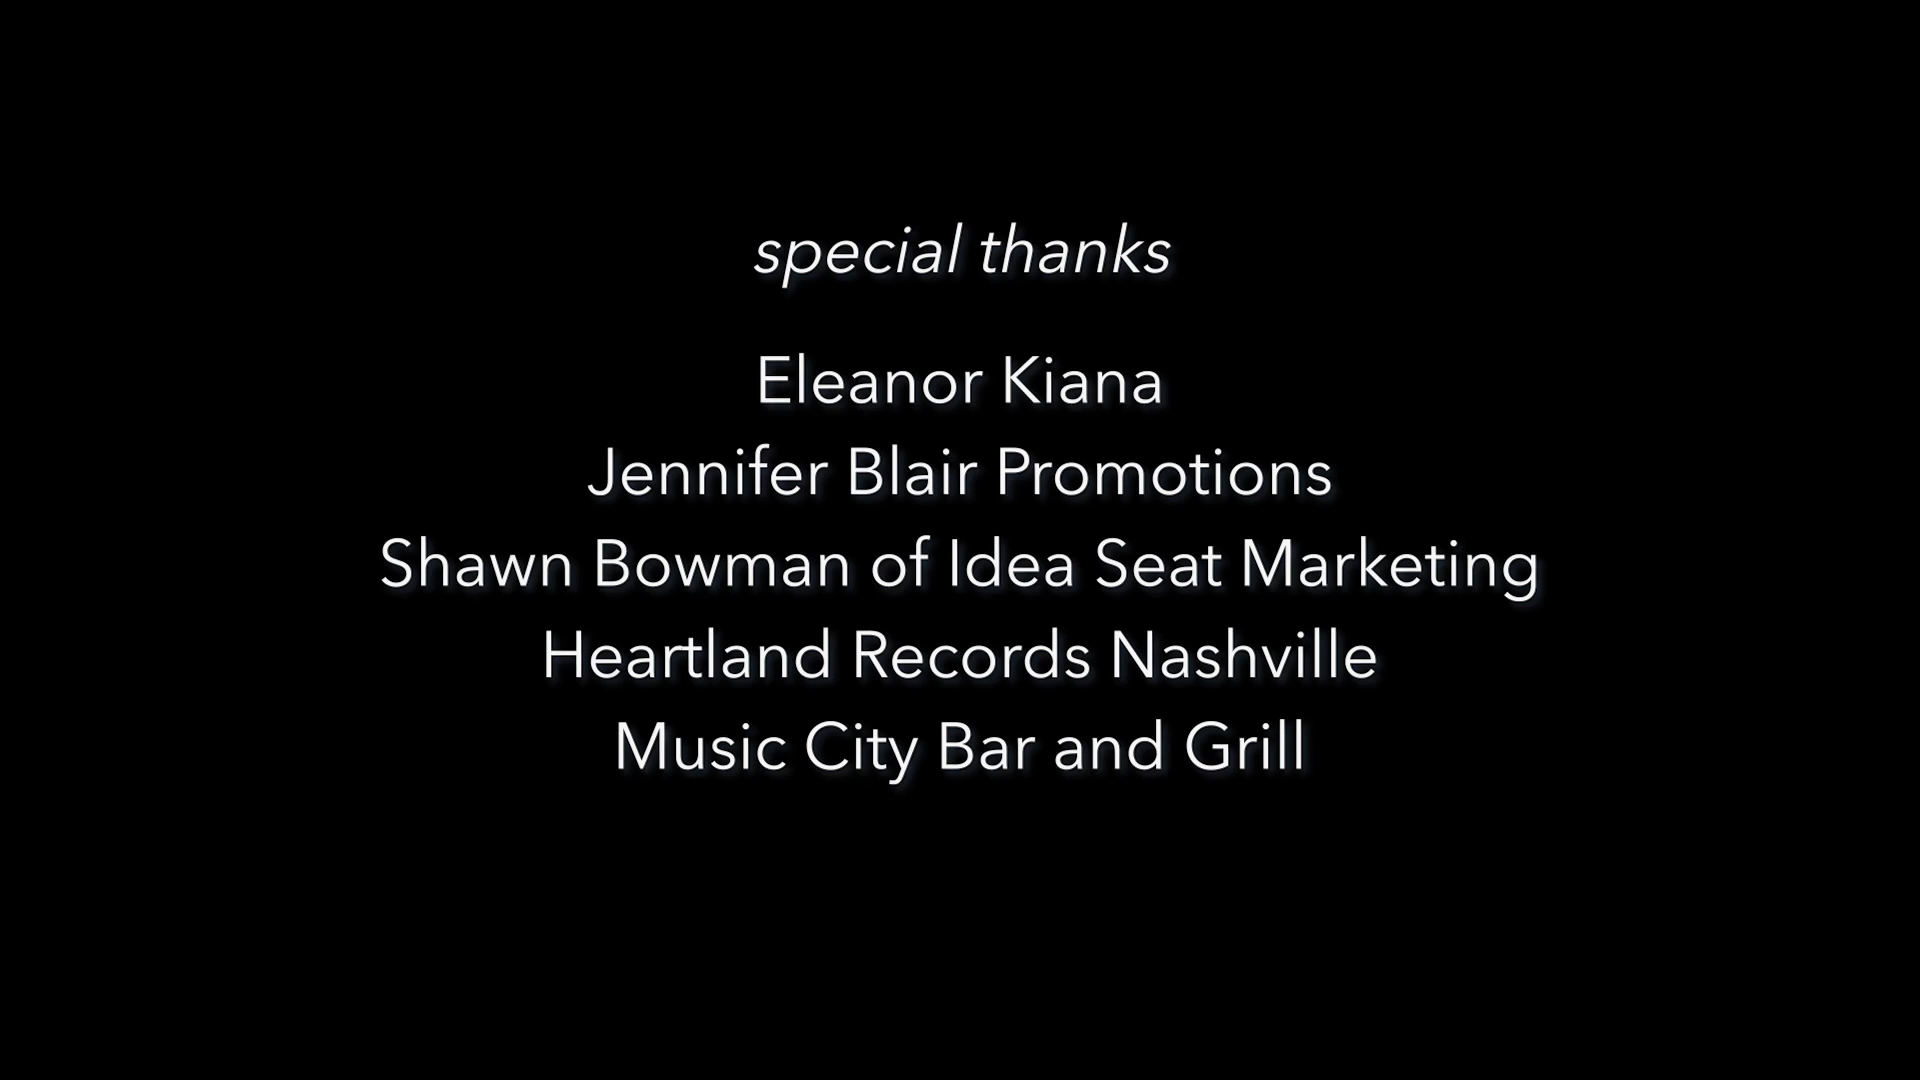 special thanks
Eleanor Kiana
Jennifer Blair Promotions
Shawn Bowman of Idea Seat Marketing
Heartland Records Nashville
Music City Bar and Grill